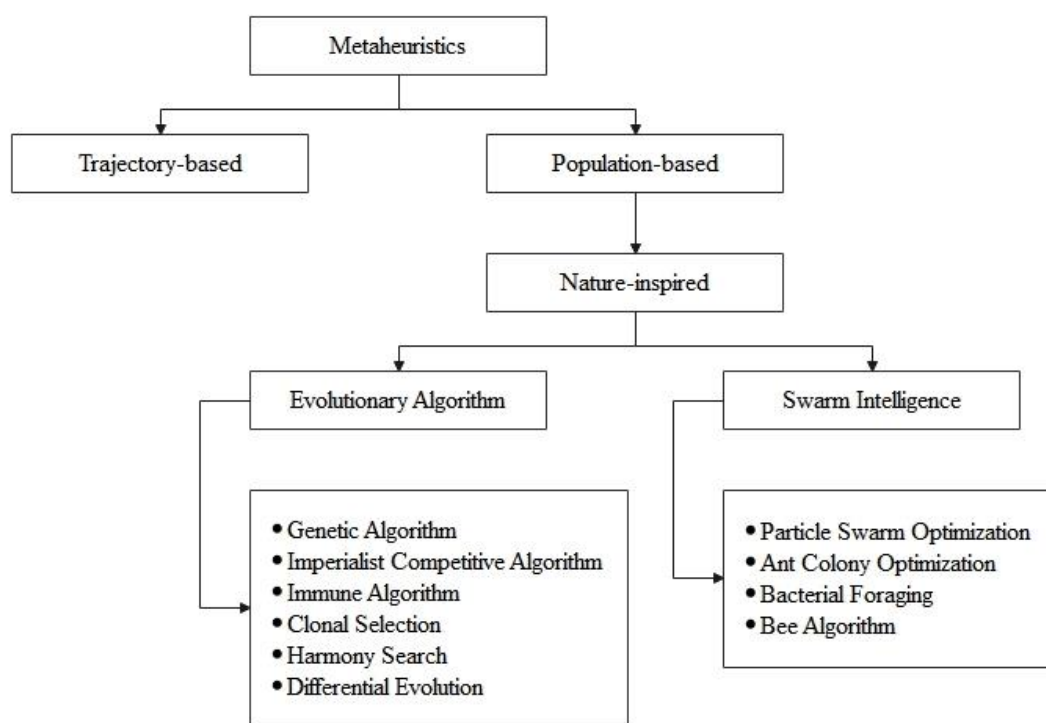 Metaheuristics
Trajectory-based
Population-based
Nature-inspired
Evolutionary Algorithm
Swarm Intelligence
• Genetic Algorithm
• Imperialist Competitive Algorithm
• Immune Algorithm
• Clonal Selection
• Harmony Search
• Differential Evolution
• Particle Swarm Optimization
• Ant Colony Optimization
• Bacterial Foraging
• Bee Algorithm